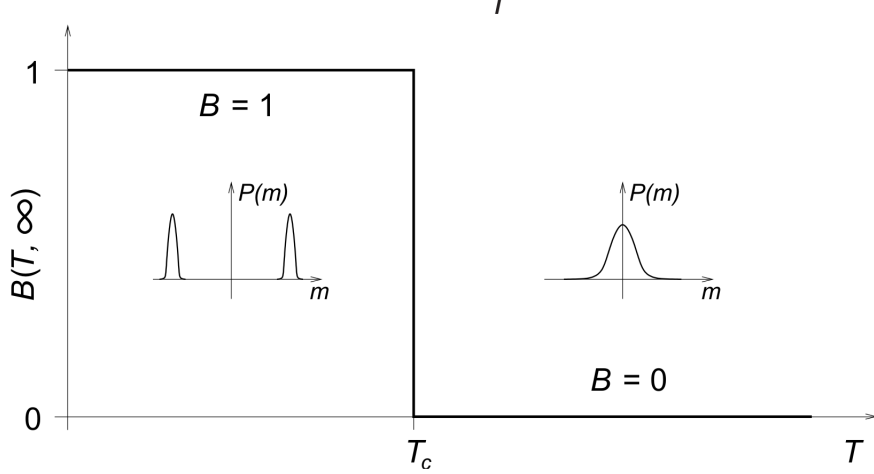 T
1
B = 1
P(m)
m
P(m)
m
B(T, ∞)
B = 0
0
T_c
T